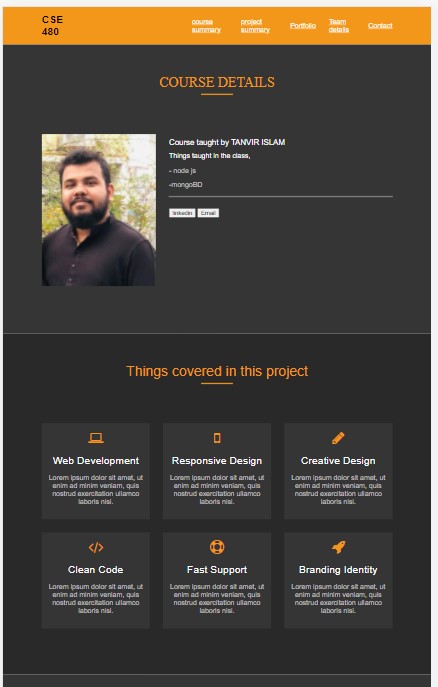 CSE
480
course
summary
project
summary
Portfolio
Team
details
Contact
COURSE DETAILS
Course taught by TANVIR ISLAM
Things taught in the class,
- node js
-mongoBD
linkedin
Email
Things covered in this project
Web Development
Lorem ipsum dolor sit amet, ut
enim ad minim veniam, quis
nostrud exercitation ullamco
laboris nisi.
Responsive Design
Lorem ipsum dolor sit amet, ut
enim ad minim veniam, quis
nostrud exercitation ullamco
laboris nisi.
Creative Design
Lorem ipsum dolor sit amet, ut
enim ad minim veniam, quis
nostrud exercitation ullamco
laboris nisi.
Clean Code
Lorem ipsum dolor sit amet, ut
enim ad minim veniam, quis
nostrud exercitation ullamco
laboris nisi.
Fast Support
Lorem ipsum dolor sit amet, ut
enim ad minim veniam, quis
nostrud exercitation ullamco
laboris nisi.
Branding Identity
Lorem ipsum dolor sit amet, ut
enim ad minim veniam, quis
nostrud exercitation ullamco
laboris nisi.